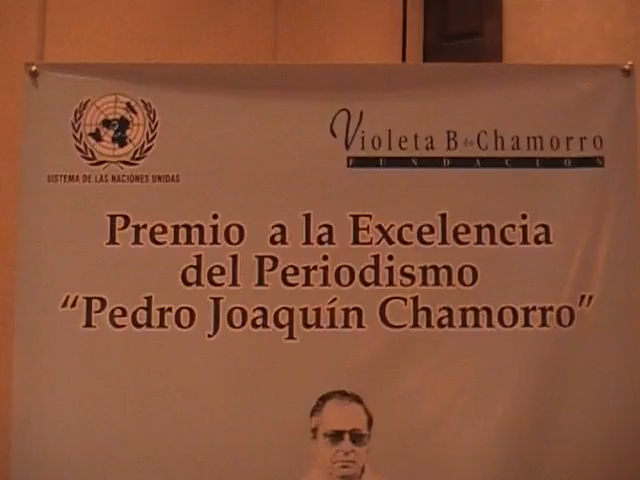 SISTEMA DE LAS NACIONES UNIDAS
Violeta B de Chamorro
FUNDACION
Premio a la Excelencia
del Periodismo
“Pedro Joaquín Chamorro”